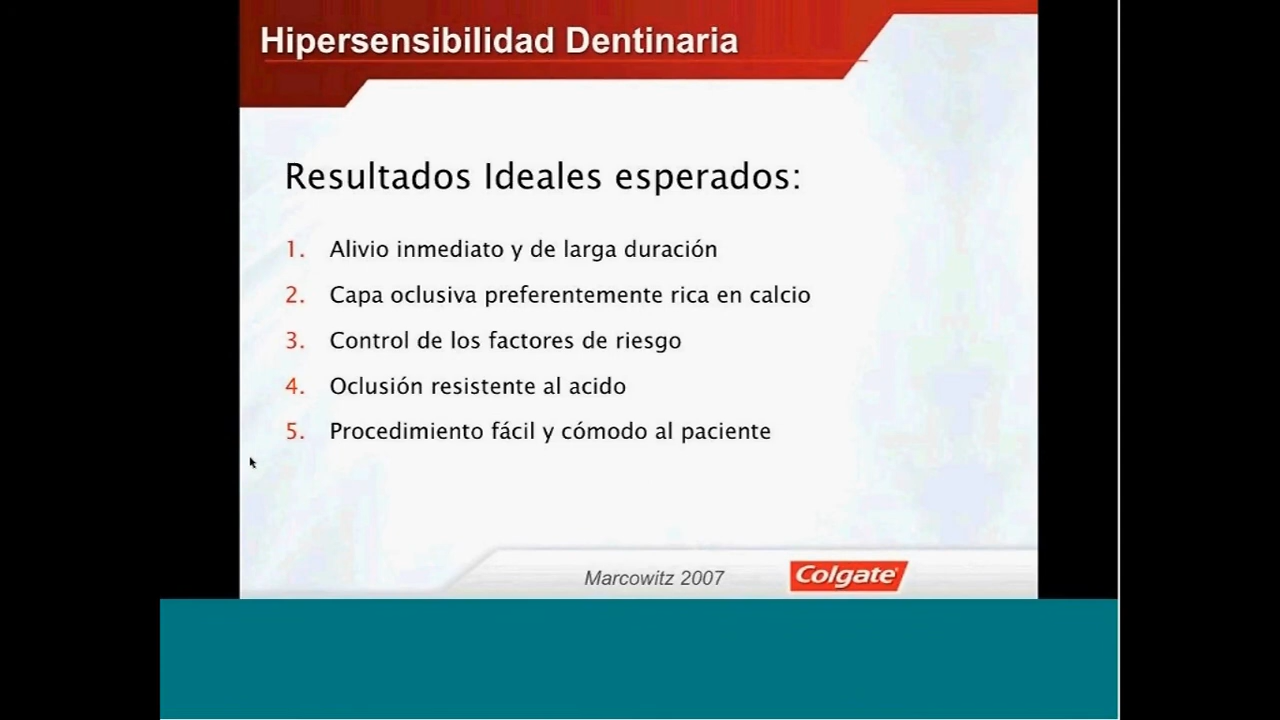 Hipersensibilidad Dentinaria
Resultados Ideales esperados:
1. Alivio inmediato y de larga duración
2. Capa oclusiva preferentemente rica en calcio
3. Control de los factores de riesgo
4. Oclusión resistente al acido
5. Procedimiento fácil y cómodo al paciente
Marcowitz 2007
Colgate